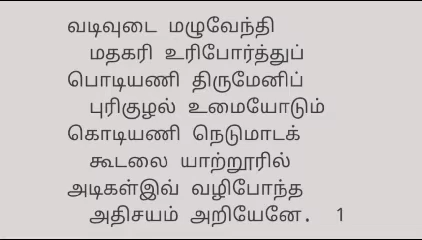 வடிவுடை மழுவேந்தி
மதகரி உரிபோர்த்துப்
பொடியணி திருமேனிப்
புரிகுழல் உமையோடும்
கொடியணி நெடுமாடக்
கூடலை யாற்றூரில்
அடிகள்இவ் வழிபோந்த
அதிசயம் அறியேனே. 1